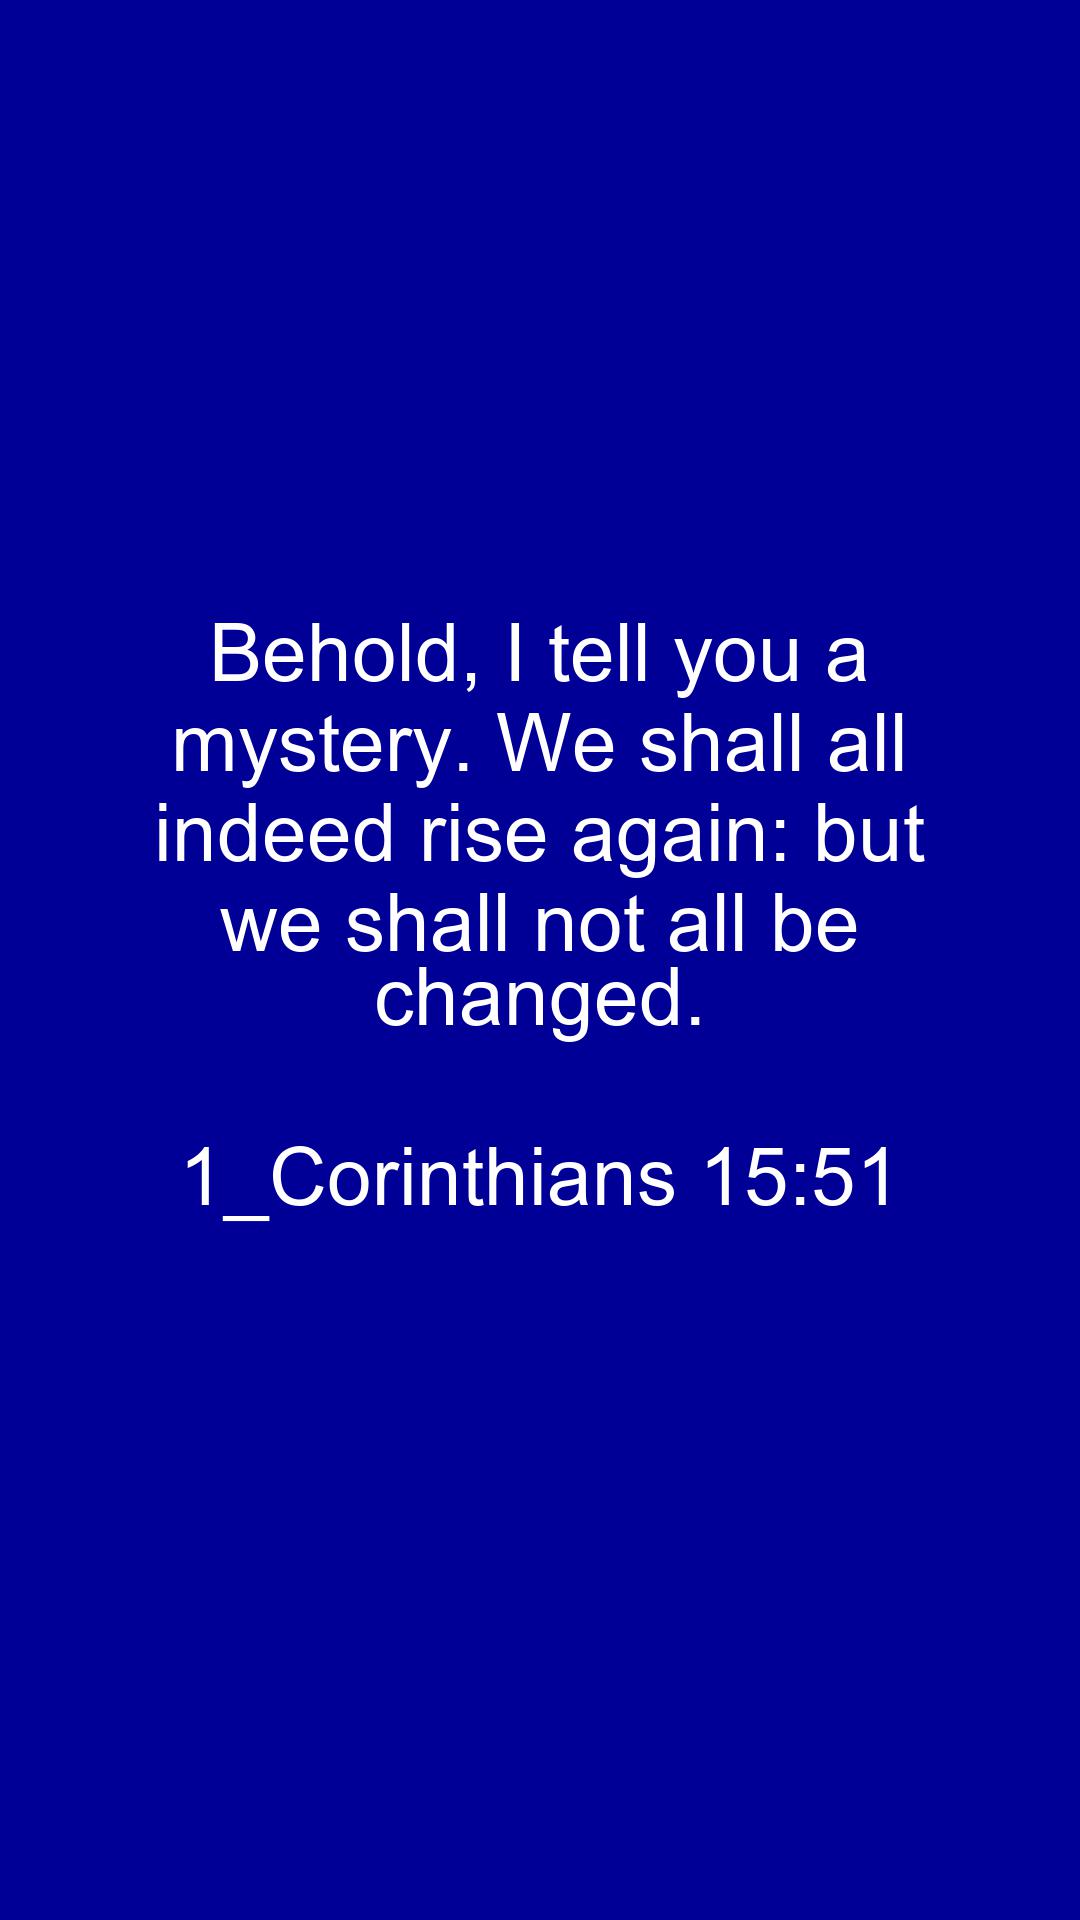 Behold, I tell you a
mystery. We shall all
indeed rise again: but
we shall not all be
changed.
1_Corinthians 15:51